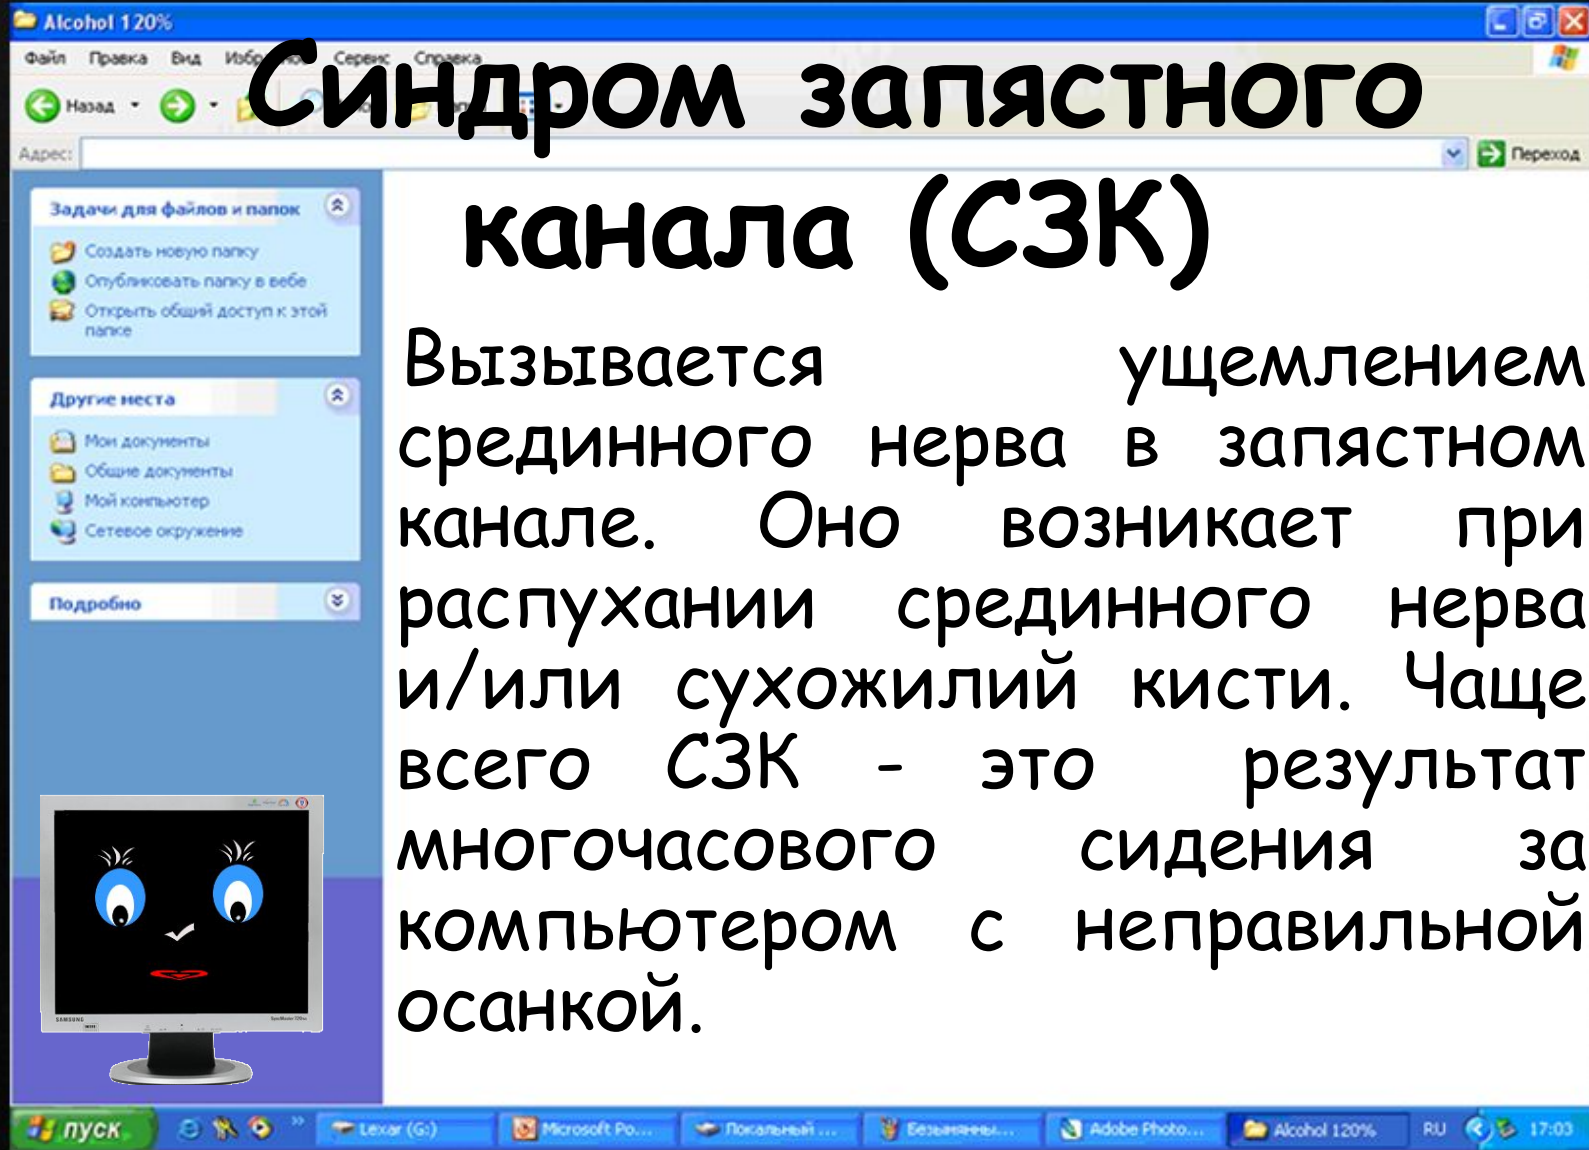 Alcohol 120%
Файл Правка Вид Сервис Справка
Синдром запястного
Назад
Адрес: Переход
канала (СЗК)
Задачи для файлов и папок
Создать новую папку
Опубликовать папку в вебе
Открыть общий доступ к этой
папке
Другие места
Мои документы
Общие документы
Мой компьютер
Сетевое окружение
Подробно
Вызывается ущемлением
срединного нерва в запястном
канале. Оно возникает при
распухании срединного нерва
и/или сухожилий кисти. Чаще
всего СЗК - это результат
многочасового сидения за
компьютером с неправильной
осанкой.
SAMSUNG
пуск Lexar (G:) Microsoft Po... Локальный ... Безымянны... Adobe Photo... Alcohol 120% RU 17:03